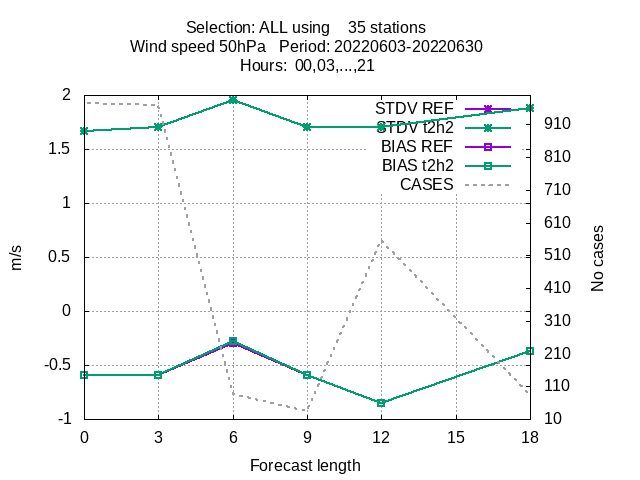 Selection: ALL using    35 stations
Wind speed 50hPa   Period: 20220603-20220630
Hours:  00,03,...,21
STDV REF
STDV t2h2
BIAS REF
BIAS t2h2
CASES
2
1.5
1
0.5
0
-0.5
-1
m/s
910
810
710
610
510
410
310
210
110
10
No cases
0 3 6 9 12 15 18
Forecast length